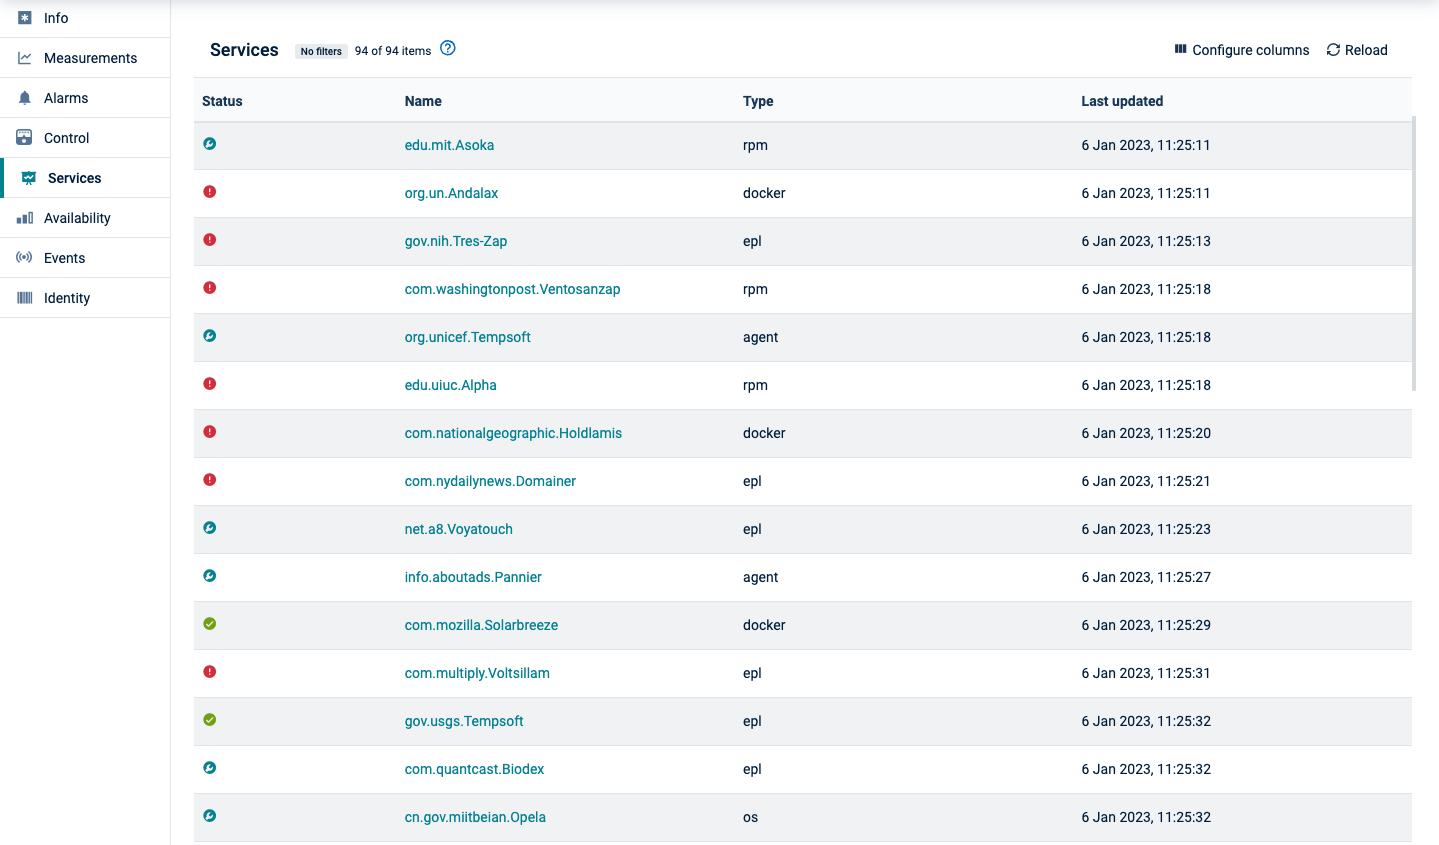 Info
Measurements
Alarms
Control
Services
Availability
Events
Identity
Services No filters 94 of 94 items ? Configure columns Reload
Status Name Type Last updated
edu.mit.Asoka rpm 6 Jan 2023, 11:25:11
org.un.Andalax docker 6 Jan 2023, 11:25:11
gov.nih.Tres-Zap epl 6 Jan 2023, 11:25:13
com.washingtonpost.Ventosanzap rpm 6 Jan 2023, 11:25:18
org.unicef.Tempsoft agent 6 Jan 2023, 11:25:18
edu.uiuc.Alpha rpm 6 Jan 2023, 11:25:18
com.nationalgeographic.Holdlamis docker 6 Jan 2023, 11:25:20
com.nydailynews.Domainer epl 6 Jan 2023, 11:25:21
net.a8.Voyatouch epl 6 Jan 2023, 11:25:23
info.aboutads.Pannier agent 6 Jan 2023, 11:25:27
com.mozilla.Solarbreeze docker 6 Jan 2023, 11:25:29
com.multiply.Voltsillam epl 6 Jan 2023, 11:25:31
gov.usgs.Tempsoft epl 6 Jan 2023, 11:25:32
com.quantcast.Biodex epl 6 Jan 2023, 11:25:32
cn.gov.miitbeian.Opela os 6 Jan 2023, 11:25:32